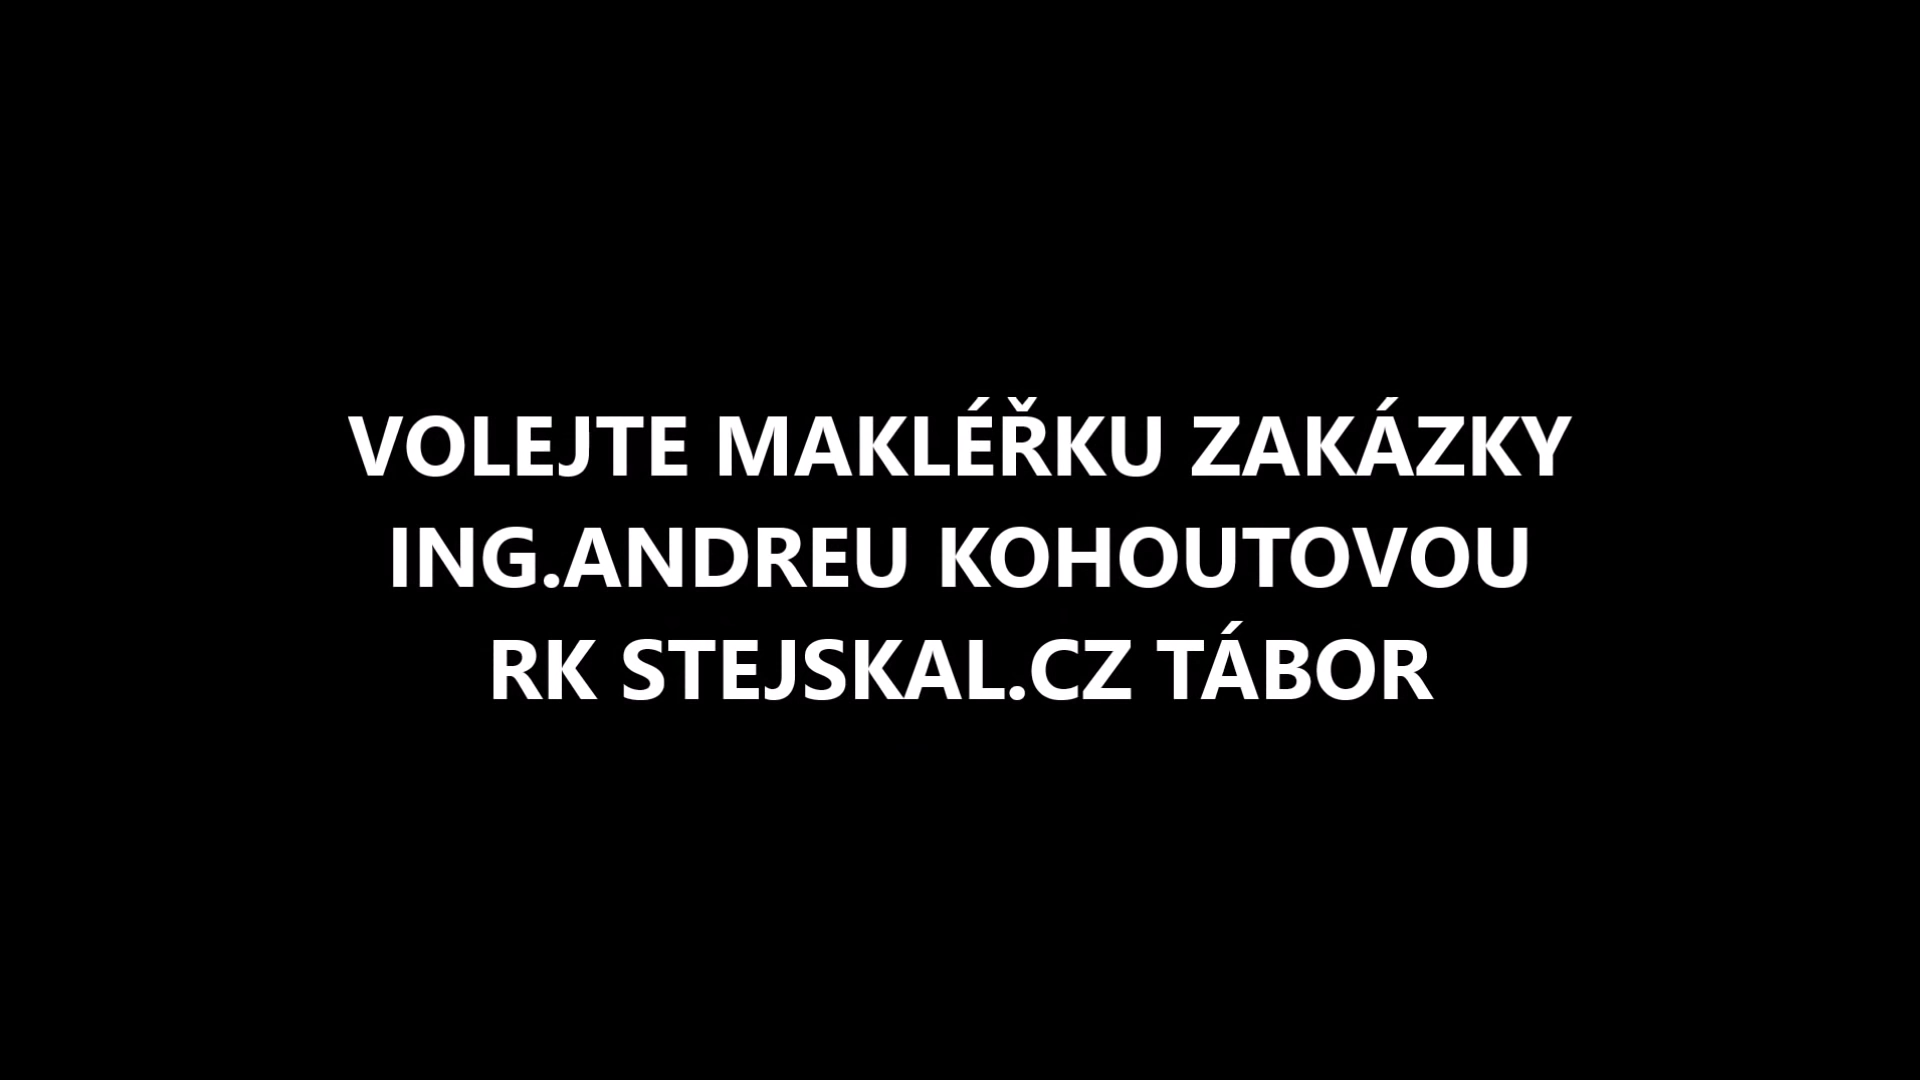 VOLEJTE MAKLÉŘKU ZAKÁZKY
ING.ANDREU KOHOUTOVOU
RK STEJSKAL.CZ TÁBOR